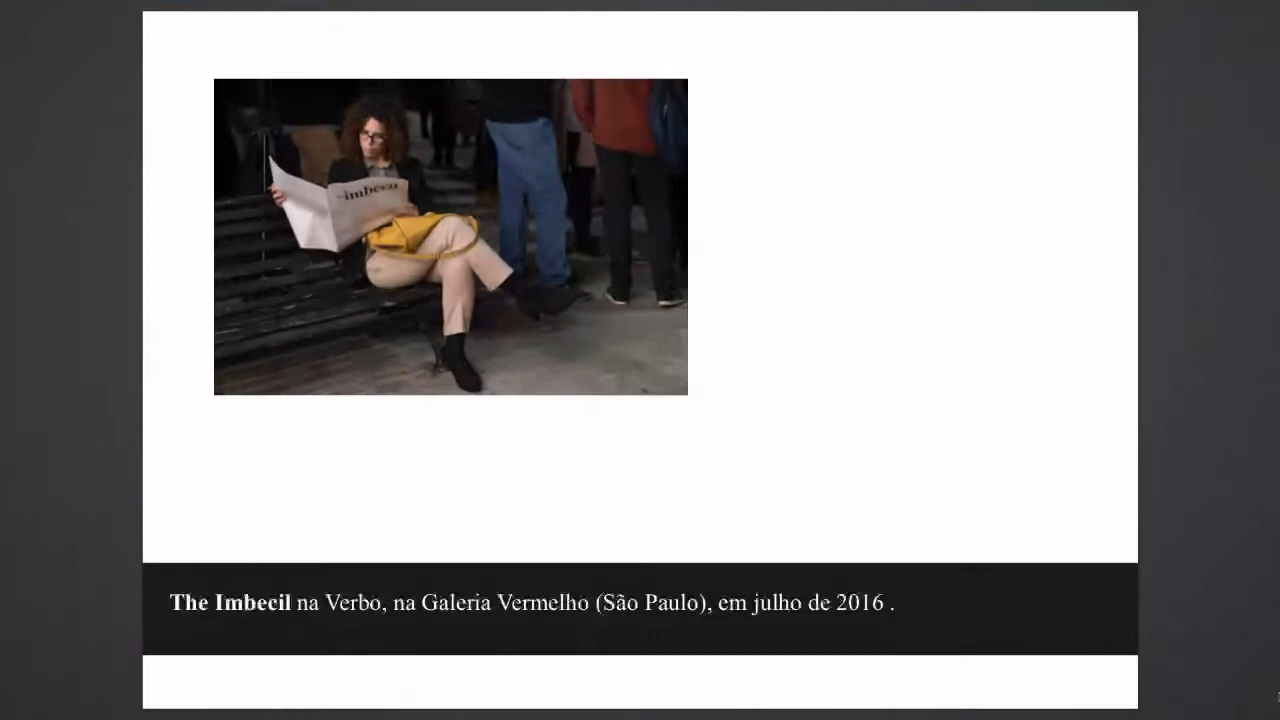 imbecil
The Imbecil na Verbo, na Galeria Vermelho (São Paulo), em julho de 2016 .